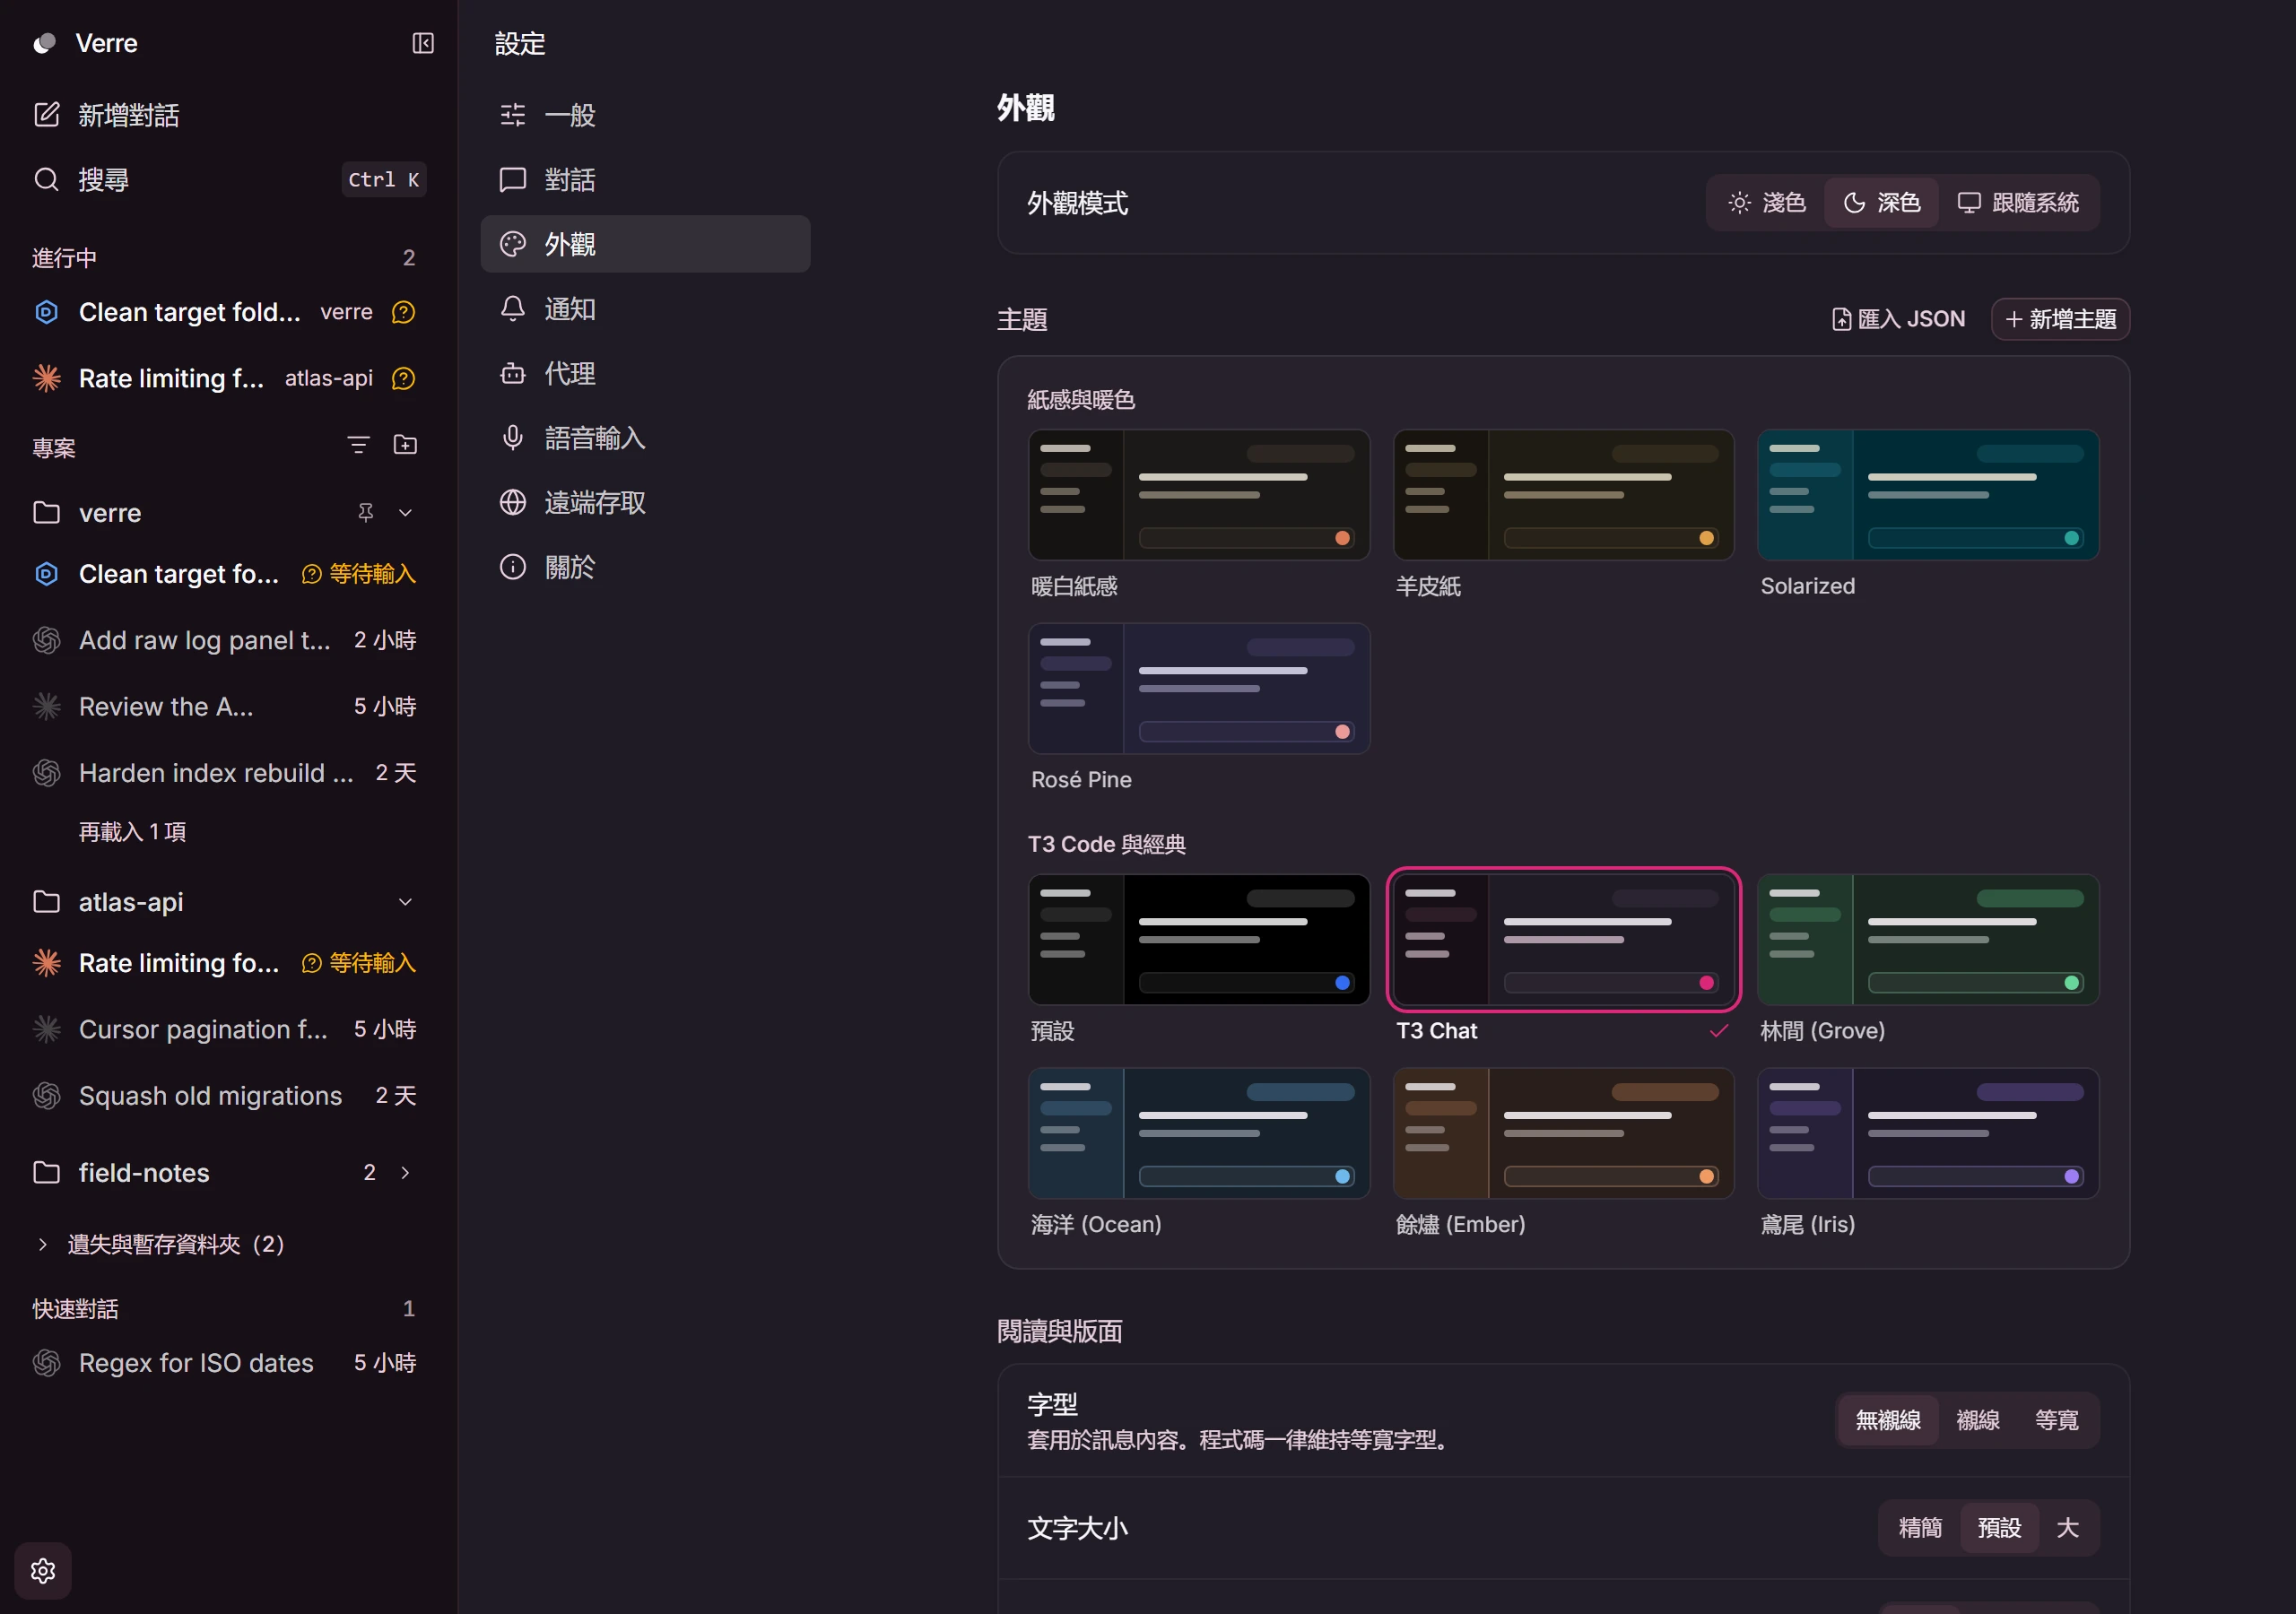 Verre
新增對話
搜尋 Ctrl K
進行中 2
Clean target fold... verre
Rate limiting f... atlas-api
專案
verre
Clean target fo... 等待輸入
Add raw log panel t... 2 小時
Review the A... 5 小時
Harden index rebuild ... 2 天
再載入 1 項
atlas-api
Rate limiting fo... 等待輸入
Cursor pagination f... 5 小時
Squash old migrations 2 天
field-notes 2
遺失與暫存資料夾（2）
快速對話 1
Regex for ISO dates 5 小時
設定
一般
對話
外觀
通知
代理
語音輸入
遠端存取
關於
外觀
外觀模式 淺色 深色 跟隨系統
主題 匯入 JSON 新增主題
紙感與暖色
暖白紙感 羊皮紙 Solarized
Rosé Pine
T3 Code 與經典
預設 T3 Chat 林間 (Grove)
海洋 (Ocean) 餘燼 (Ember) 鳶尾 (Iris)
閱讀與版面
字型 無襯線 襯線 等寬
套用於訊息內容。程式碼一律維持等寬字型。
文字大小 精簡 預設 大